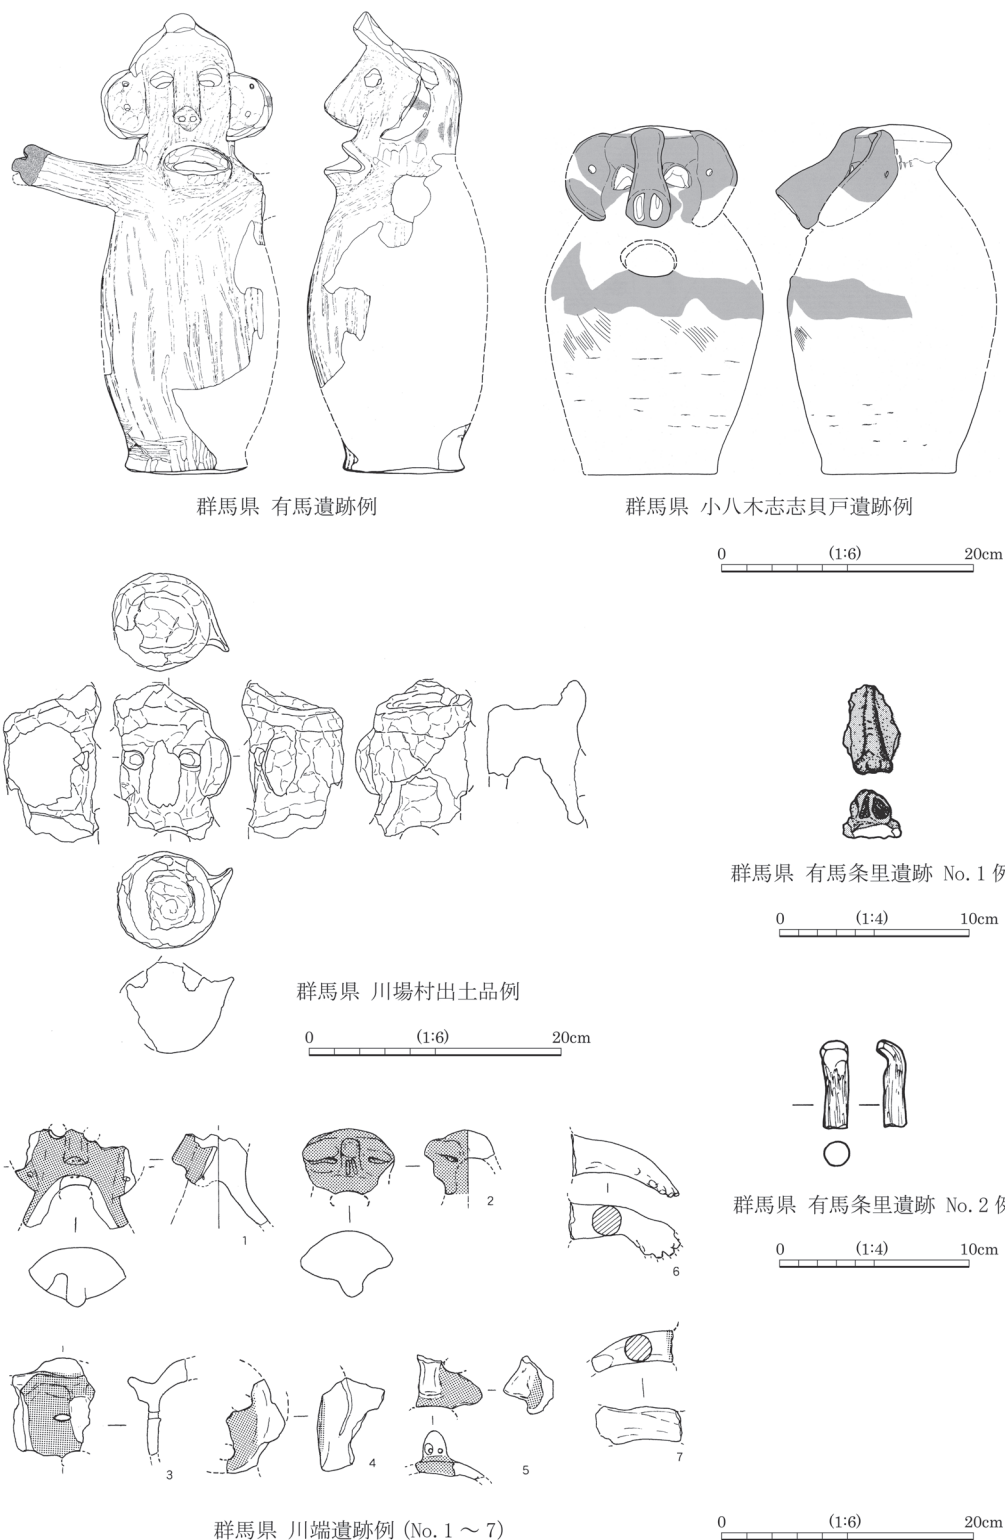 群馬県 有馬遺跡例
群馬県 小八木志志貝戸遺跡例
0 (1:6) 20cm
群馬県 有馬条里遺跡 No. 1 例
0 (1:4) 10cm
群馬県 川場村出土品例
0 (1:6) 20cm
群馬県 有馬条里遺跡 No. 2 例
0 (1:4) 10cm
1
2
6
3
4
5
7
群馬県 川端遺跡例 (No. 1 ～ 7)
0 (1:6) 20cm